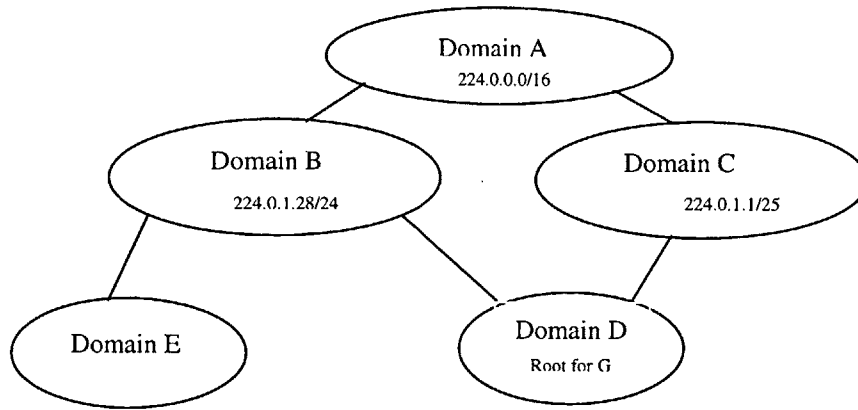 Domain A
224.0.0.0/16
Domain B
224.0.1.28/24
Domain C
224.0.1.1/25
Domain E
Domain D
Root for G